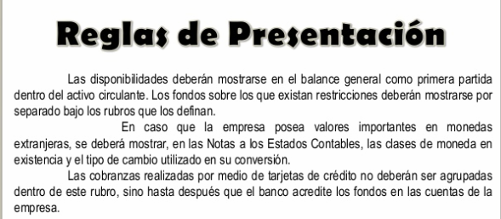 Reglas de Presentación
Las disponibilidades deberán mostrarse en el balance general como primera partida
dentro del activo circulante. Los fondos sobre los que existan restricciones deberán mostrarse por
separado bajo los rubros que los definan.
En caso que la empresa posea valores importantes en monedas
extranjeras, se deberá mostrar, en las Notas a los Estados Contables, las clases de moneda en
existencia y el tipo de cambio utilizado en su conversión.
Las cobranzas realizadas por medio de tarjetas de crédito no deberán ser agrupadas
dentro de este rubro, sino hasta después que el banco acredite los fondos en las cuentas de la
empresa.